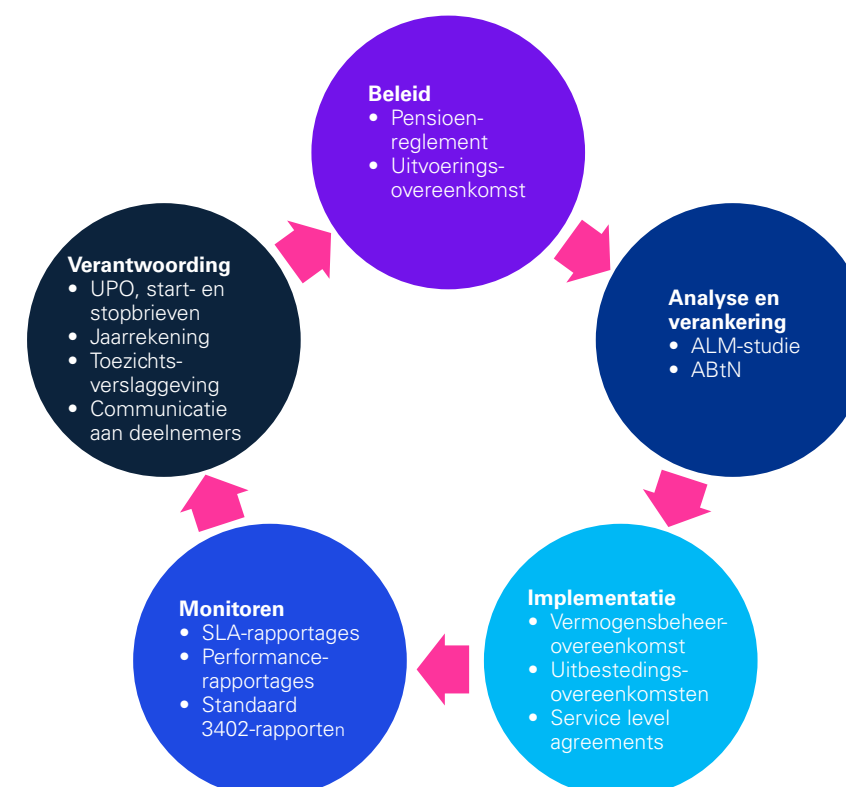 Beleid
• Pensioen-
reglement
• Uitvoerings-
overeenkomst
Analyse en
verankering
• ALM-studie
• ABtN
Implementatie
• Vermogensbeheer-
overeenkomst
• Uitbestedings-
overeenkomsten
• Service level
agreements
Monitoren
• SLA-rapportages
• Performance-
rapportages
• Standaard
3402-rapporten
Verantwoording
• UPO, start- en
stopbrieven
• Jaarrekening
• Toezichts-
verslaggeving
• Communicatie
aan deelnemers